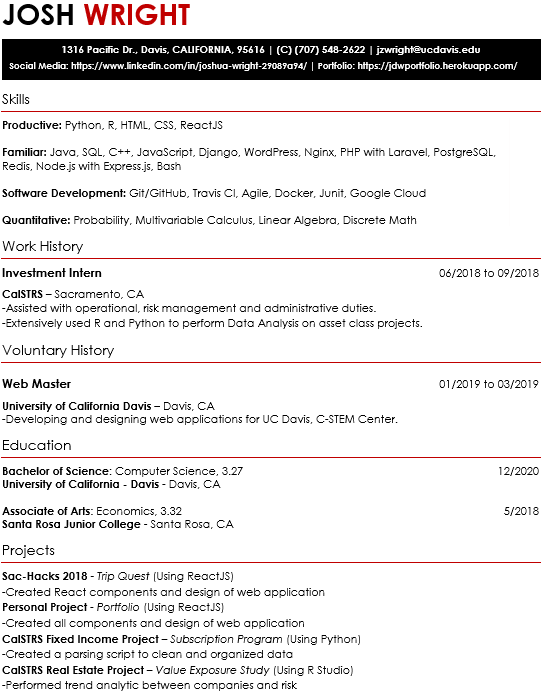 JOSH WRIGHT
1316 Pacific Dr., Davis, CALIFORNIA, 95616 | (C) (707) 548-2622 | jzwright@ucdavis.edu
Social Media: https://www.linkedin.com/in/joshua-wright-29089a94/ | Portfolio: https://jdwportfolio.herokuapp.com/
Skills
Productive: Python, R, HTML, CSS, ReactJS
Familiar: Java, SQL, C++, JavaScript, Django, WordPress, Nginx, PHP with Laravel, PostgreSQL,
Redis, Node.js with Express.js, Bash
Software Development: Git/GitHub, Travis CI, Agile, Docker, Junit, Google Cloud
Quantitative: Probability, Multivariable Calculus, Linear Algebra, Discrete Math
Work History
Investment Intern 06/2018 to 09/2018
CalSTRS – Sacramento, CA
-Assisted with operational, risk management and administrative duties.
-Extensively used R and Python to perform Data Analysis on asset class projects.
Voluntary History
Web Master 01/2019 to 03/2019
University of California Davis – Davis, CA
-Developing and designing web applications for UC Davis, C-STEM Center.
Education
Bachelor of Science: Computer Science, 3.27 12/2020
University of California - Davis - Davis, CA
Associate of Arts: Economics, 3.32 5/2018
Santa Rosa Junior College - Santa Rosa, CA
Projects
Sac-Hacks 2018 - Trip Quest (Using ReactJS)
-Created React components and design of web application
Personal Project - Portfolio (Using ReactJS)
-Created all components and design of web application
CalSTRS Fixed Income Project – Subscription Program (Using Python)
-Created a parsing script to clean and organized data
CalSTRS Real Estate Project – Value Exposure Study (Using R Studio)
-Performed trend analytic between companies and risk